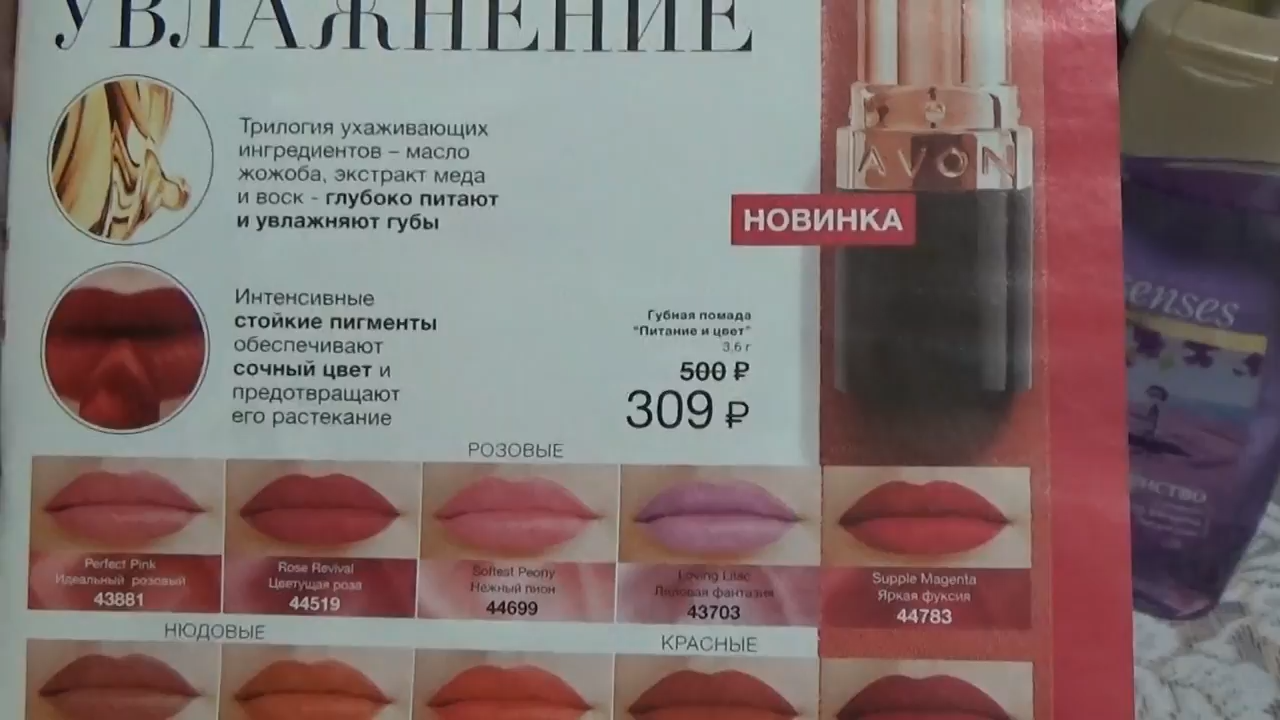 УВЛАЖНЕНИЕ
Трилогия ухаживающих
ингредиентов – масло
жожоба, экстракт меда
и воск - глубоко питают
и увлажняют губы
AVON
НОВИНКА
Интенсивные
стойкие пигменты
обеспечивают
сочный цвет и
предотвращают
его растекание
Губная помада
"Питание и цвет"
3,6 г
500 ₽
309 ₽
РОЗОВЫЕ
Perfect Pink
Идеальный розовый
43881
Rose Revival
Цветущая роза
44519
Softest Peony
Нежный пион
44699
Loving Lilac
Лиловая фантазия
43703
Supple Magenta
Яркая фуксия
44783
НЮДОВЫЕ
КРАСНЫЕ
enses